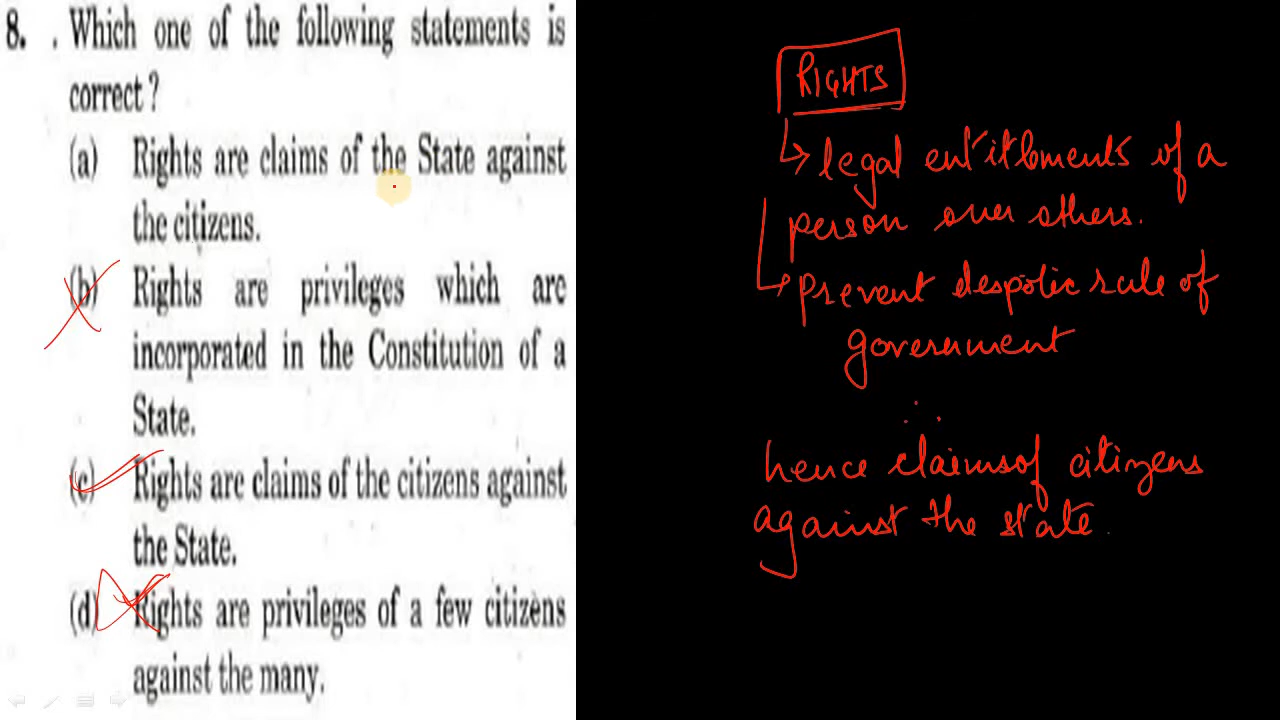 8. . Which one of the following statements is
correct ?
(a) Rights are claims of the State against
the citizens.
(b) Rights are privileges which are
incorporated in the Constitution of a
State.
(c) Rights are claims of the citizens against
the State.
(d) Rights are privileges of a few citizens
against the many.
RIGHTS
legal entitlements of a
person over others.
prevent despotic rule of
government
hence claims of citizens
against the state.